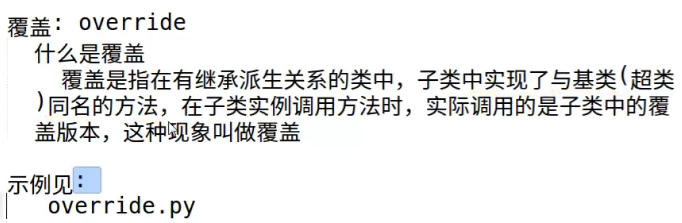 覆盖: override
什么是覆盖
覆盖是指在有继承派生关系的类中，子类中实现了与基类(超类
)同名的方法，在子类实例调用方法时，实际调用的是子类中的覆
盖版本，这种现象叫做覆盖
示例见:
override.py